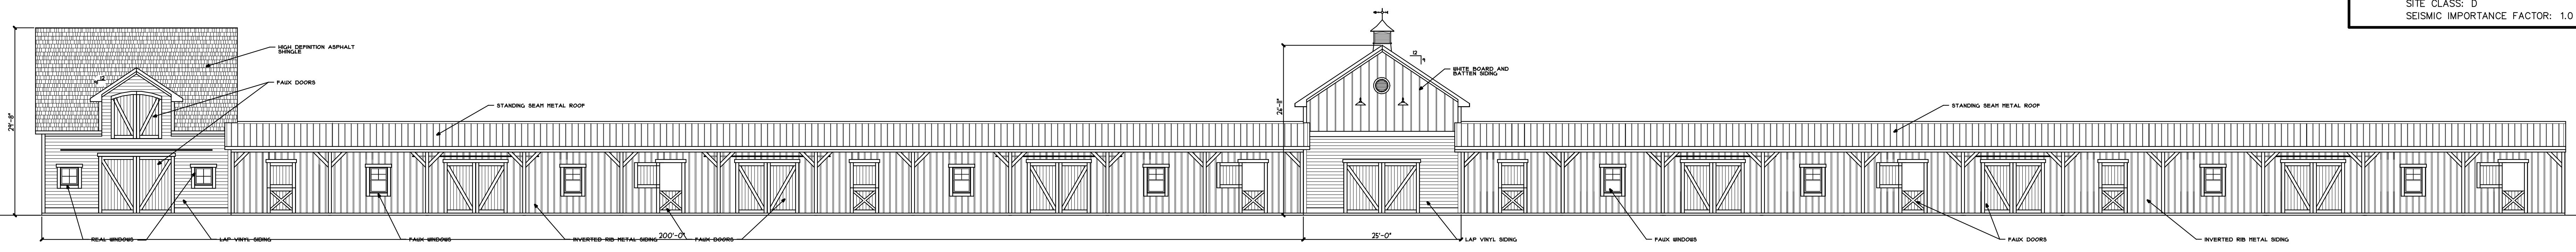 SITE CLASS: D
SEISMIC IMPORTANCE FACTOR: 1.0
HIGH DEFINITION ASPHALT
SHINGLE
12
FAUX DOORS
29'-8"
STANDING SEAM METAL ROOF
26'-11"
12
9
WHITE BOARD AND
BATTEN SIDING
STANDING SEAM METAL ROOF
REAL WINDOWS
LAP VINYL SIDING
FAUX WINDOWS
INVERTED RIB METAL SIDING
200'-0"
FAUX DOORS
25'-0"
LAP VINYL SIDING
FAUX WINDOWS
FAUX DOORS
INVERTED RIB METAL SIDING